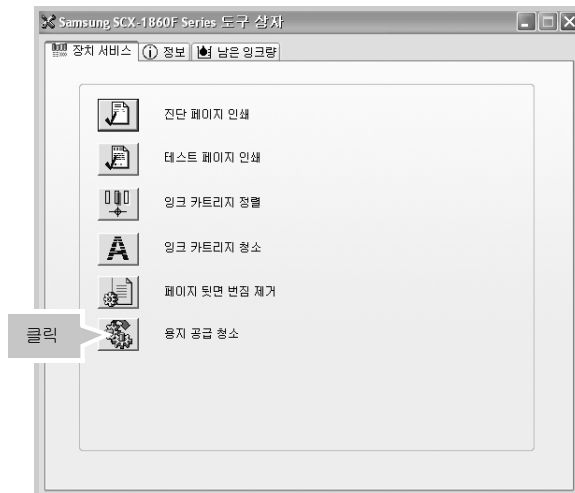 Samsung SCX-1860F Series 도구 상자
장치 서비스 정보 남은 잉크량
진단 페이지 인쇄
테스트 페이지 인쇄
잉크 카트리지 정렬
잉크 카트리지 청소
페이지 뒷면 번짐 제거
클릭
용지 공급 청소